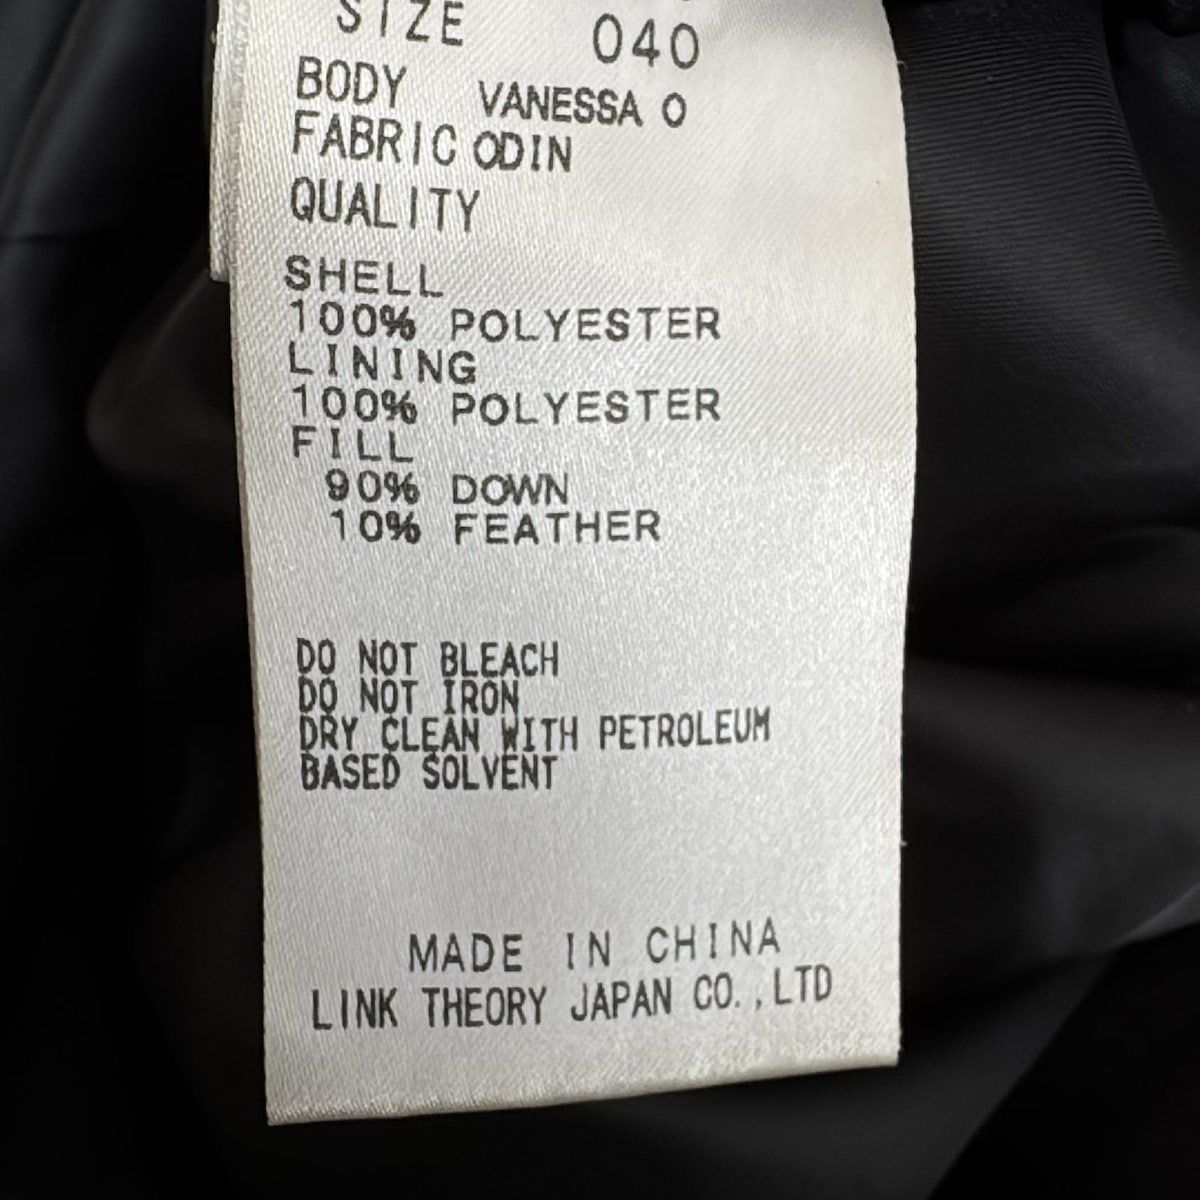 SIZE 040
BODY VANESSA O
FABRIC ODIN
QUALITY
SHELL
100% POLYESTER
LINING
100% POLYESTER
FILL
90% DOWN
10% FEATHER
DO NOT BLEACH
DO NOT IRON
DRY CLEAN WITH PETROLEUM
BASED SOLVENT
MADE IN CHINA
LINK THEORY JAPAN CO.,LTD